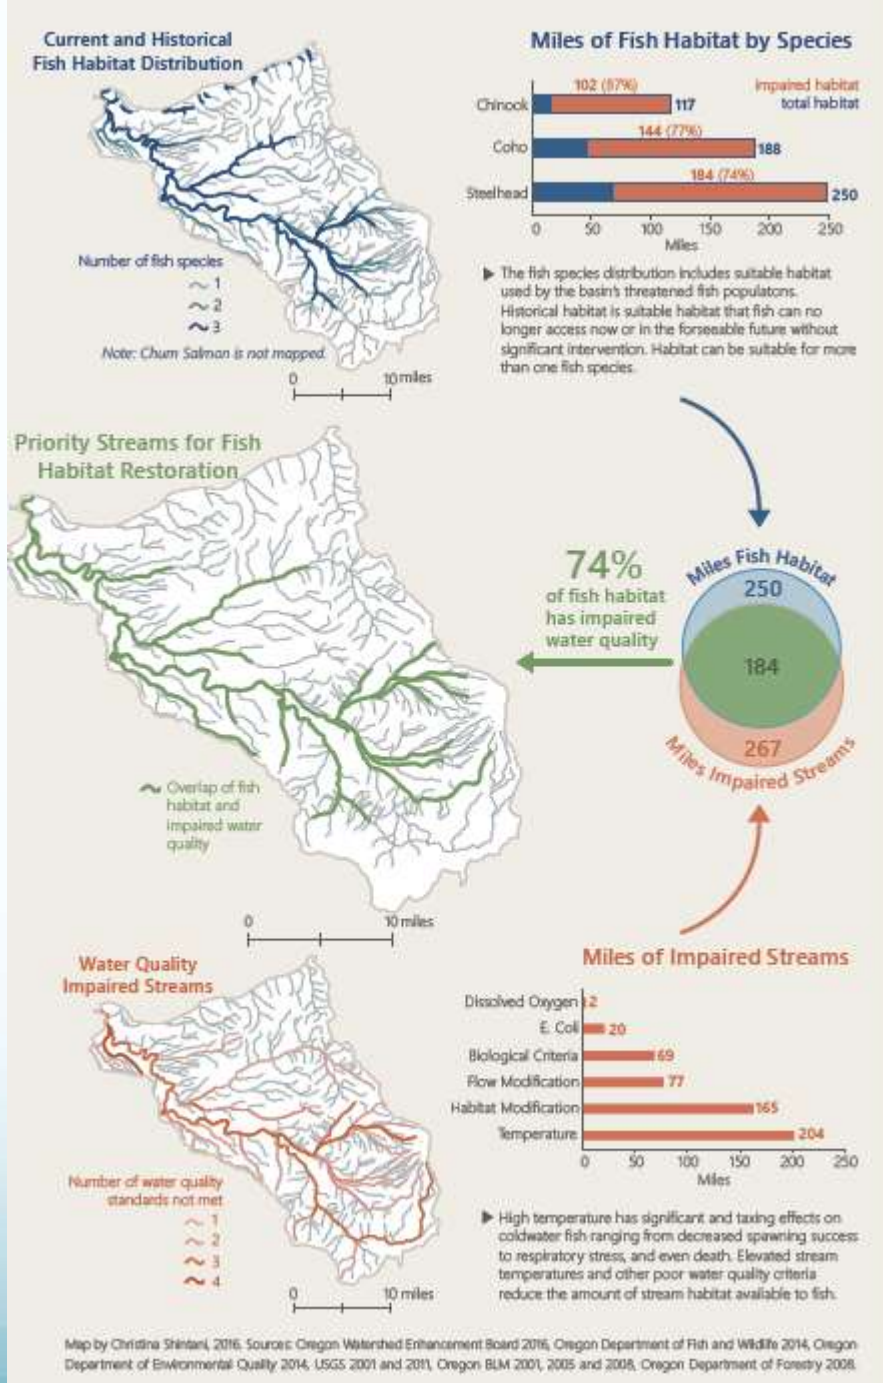 Current and Historical
Fish Habitat Distribution
Number of fish species
1
2
3
Note: Chum Salmon is not mapped.
0 10 miles
Miles of Fish Habitat by Species
impaired habitat
total habitat
Chinook 102 (87%) 117
Coho 144 (77%) 188
Steelhead 184 (74%) 250
0 50 100 150 200 250
Miles
▶ The fish species distribution includes suitable habitat
used by the basin's threatened fish populatons.
Historical habitat is suitable habitat that fish can no
longer access now or in the forseeable future without
significant intervention. Habitat can be suitable for more
than one fish species.
Priority Streams for Fish
Habitat Restoration
Overlap of fish
habitat and
impaired water
quality
0 10 miles
74%
of fish habitat
has impaired
water quality
Miles Fish Habitat
250
184
267
Miles Impaired Streams
Water Quality
Impaired Streams
Number of water quality
standards not met
1
2
3
4
0 10 miles
Miles of Impaired Streams
Dissolved Oxygen 2
E. Coli 20
Biological Criteria 69
Flow Modification 77
Habitat Modification 165
Temperature 204
0 50 100 150 200 250
Miles
▶ High temperature has significant and taxing effects on
coldwater fish ranging from decreased spawning success
to respiratory stress, and even death. Elevated stream
temperatures and other poor water quality criteria
reduce the amount of stream habitat available to fish.
Map by Christina Shintani, 2016. Sources: Oregon Watershed Enhancement Board 2016, Oregon Department of Fish and Wildlife 2014, Oregon
Department of Environmental Quality 2014, USGS 2001 and 2011, Oregon BLM 2001, 2005 and 2008, Oregon Department of Forestry 2008.